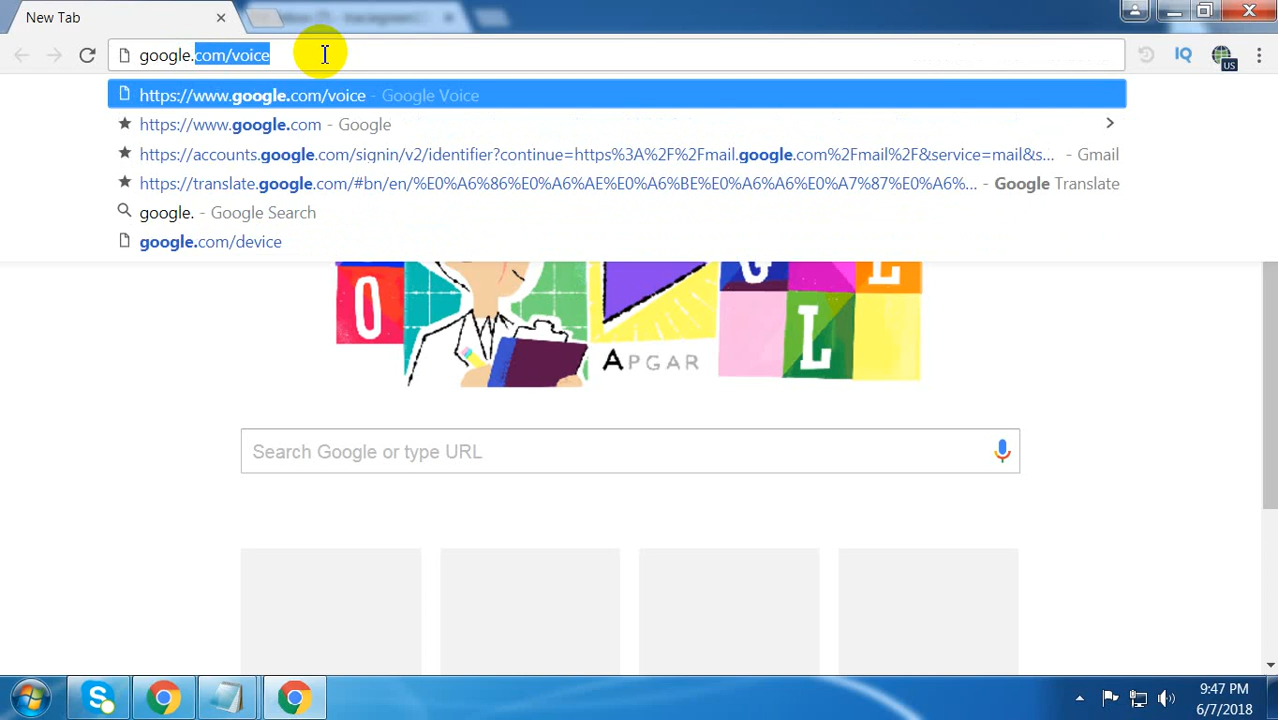 New Tab
google.com/voice
https://www.google.com/voice - Google Voice
https://www.google.com - Google
https://accounts.google.com/signin/v2/identifier?continue=https%3A%2F%2Fmail.google.com%2Fmail%2F&service=mail&s... - Gmail
https://translate.google.com/#bn/en/%E0%A6%86%E0%A6%AE%E0%A6%BE%E0%A6%A6%E0%A7%87%E0%A6%... - Google Translate
google. - Google Search
google.com/device
IQ
US
O
G
L
E
L
APGAR
Search Google or type URL
9:47 PM
6/7/2018